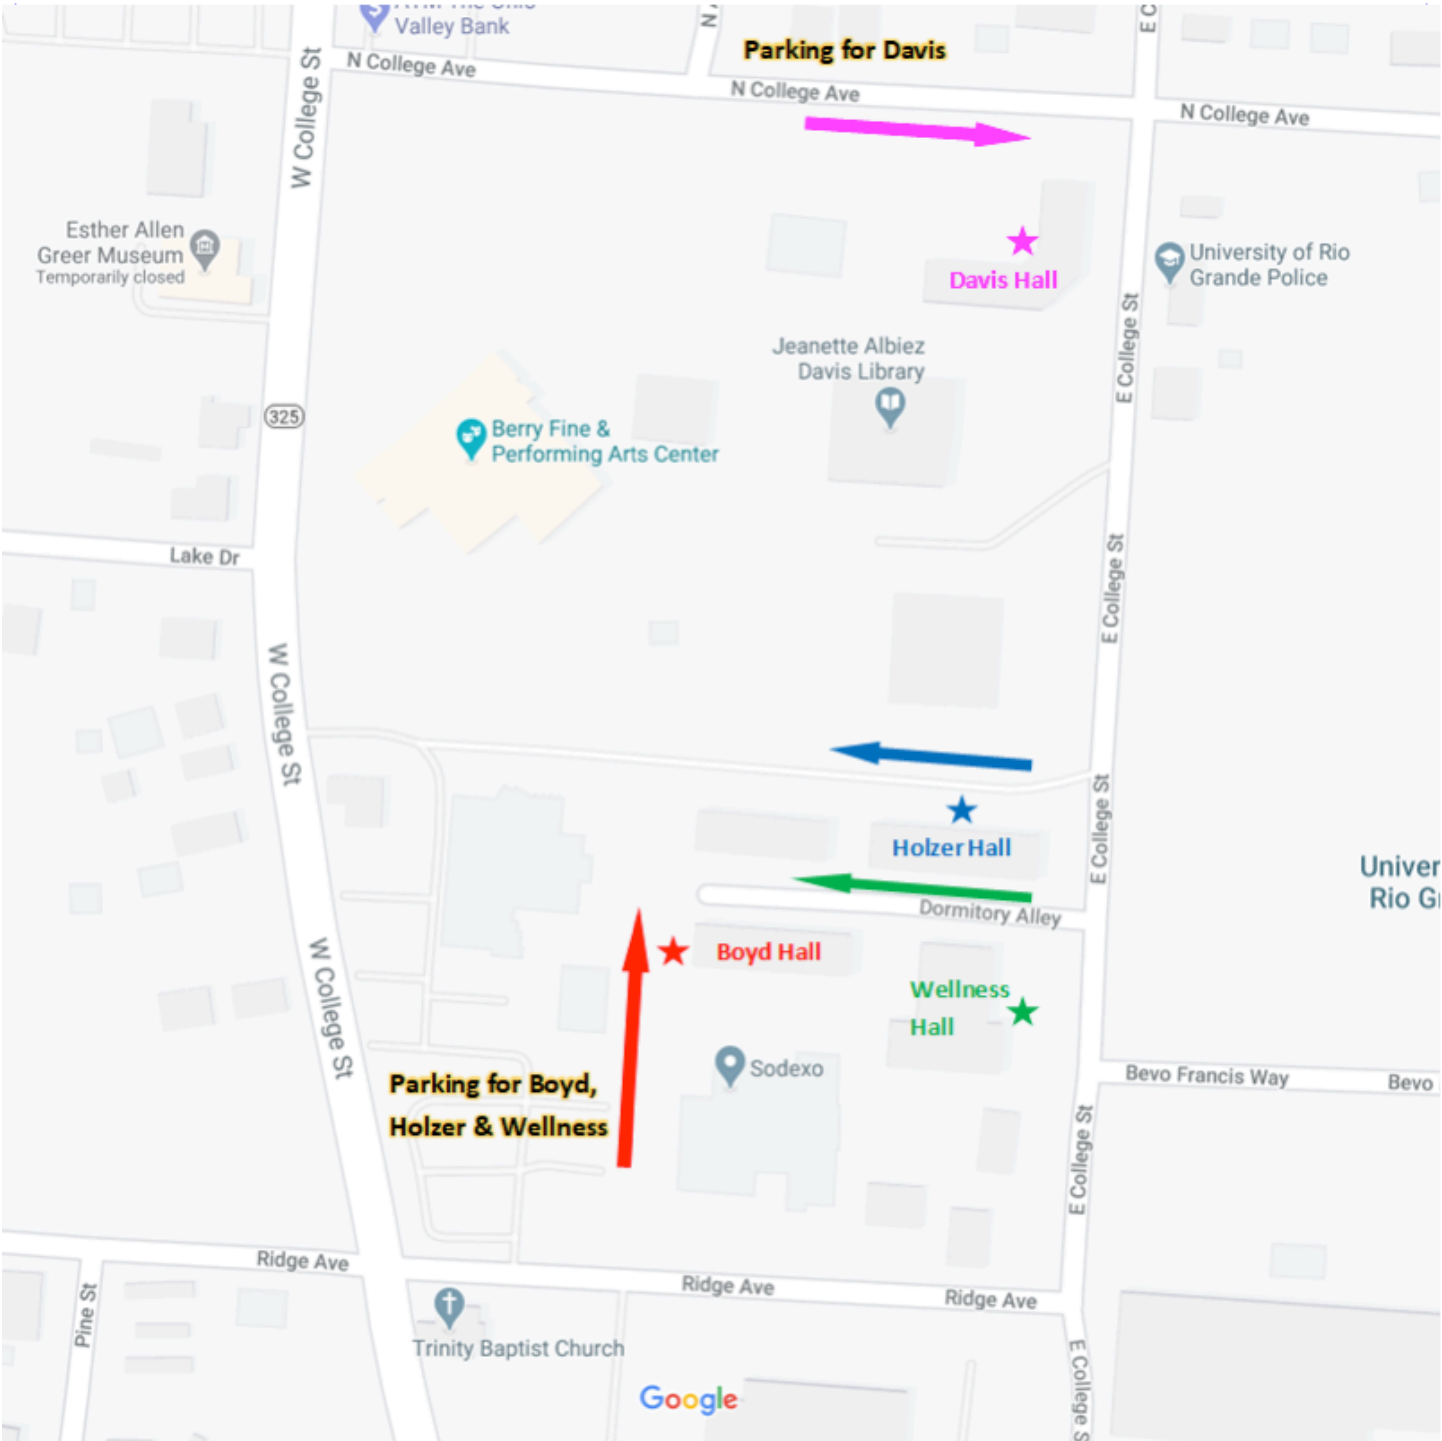 Valley Bank
N College Ave
Parking for Davis
N College Ave
N College Ave
W College St
Esther Allen
Greer Museum
Temporarily closed
Davis Hall
University of Rio
Grande Police
E College St
Jeanette Albiez
Davis Library
325
Berry Fine &
Performing Arts Center
Lake Dr
E College St
W College St
E College St
Holzer Hall
Dormitory Alley
Univer
Rio Gr
Boyd Hall
Wellness
Hall
W College St
Sodexo
Parking for Boyd,
Holzer & Wellness
Bevo Francis Way
Bevo
E College St
Ridge Ave
Ridge Ave
Ridge Ave
Pine St
Trinity Baptist Church
E College S
Google